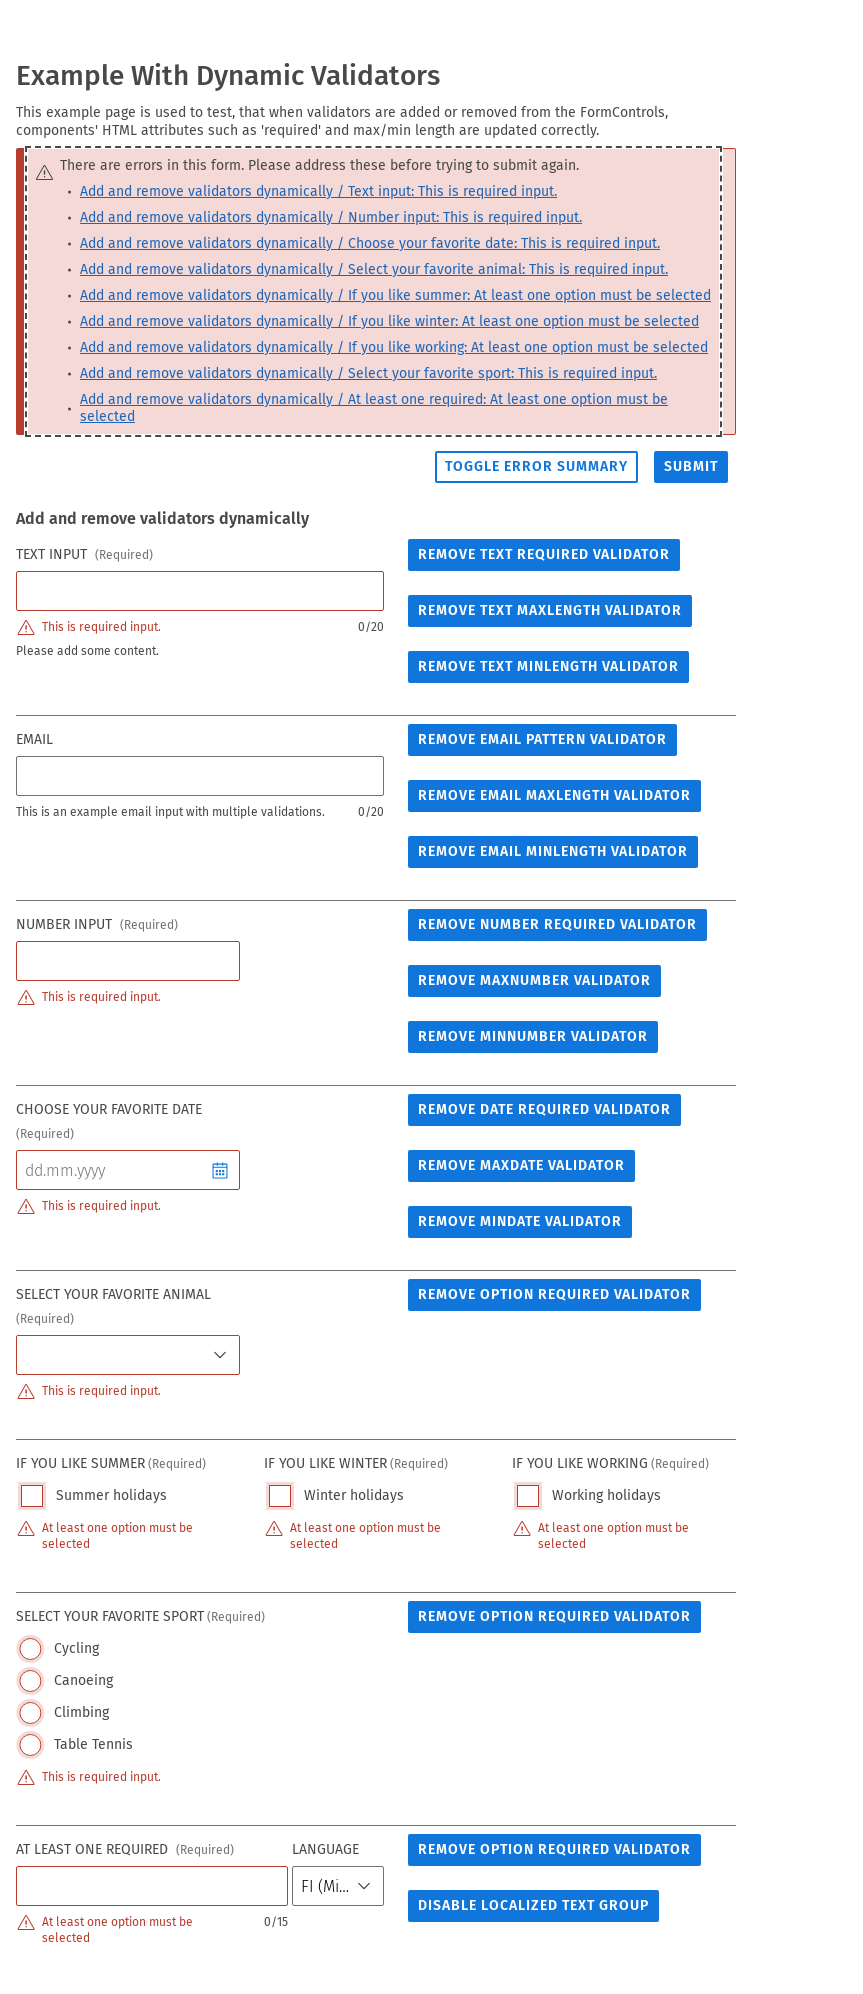 Example With Dynamic Validators
This example page is used to test, that when validators are added or removed from the FormControls,
components' HTML attributes such as 'required' and max/min length are updated correctly.
There are errors in this form. Please address these before trying to submit again.
Add and remove validators dynamically / Text input: This is required input.
Add and remove validators dynamically / Number input: This is required input.
Add and remove validators dynamically / Choose your favorite date: This is required input.
Add and remove validators dynamically / Select your favorite animal: This is required input.
Add and remove validators dynamically / If you like summer: At least one option must be selected
Add and remove validators dynamically / If you like winter: At least one option must be selected
Add and remove validators dynamically / If you like working: At least one option must be selected
Add and remove validators dynamically / Select your favorite sport: This is required input.
Add and remove validators dynamically / At least one required: At least one option must be
selected
TOGGLE ERROR SUMMARY SUBMIT
Add and remove validators dynamically
TEXT INPUT (Required)
This is required input. 0/20
Please add some content.
REMOVE TEXT REQUIRED VALIDATOR
REMOVE TEXT MAXLENGTH VALIDATOR
REMOVE TEXT MINLENGTH VALIDATOR
EMAIL
This is an example email input with multiple validations. 0/20
REMOVE EMAIL PATTERN VALIDATOR
REMOVE EMAIL MAXLENGTH VALIDATOR
REMOVE EMAIL MINLENGTH VALIDATOR
NUMBER INPUT (Required)
This is required input.
REMOVE NUMBER REQUIRED VALIDATOR
REMOVE MAXNUMBER VALIDATOR
REMOVE MINNUMBER VALIDATOR
CHOOSE YOUR FAVORITE DATE
(Required)
dd.mm.yyyy
This is required input.
REMOVE DATE REQUIRED VALIDATOR
REMOVE MAXDATE VALIDATOR
REMOVE MINDATE VALIDATOR
SELECT YOUR FAVORITE ANIMAL
(Required)
This is required input.
REMOVE OPTION REQUIRED VALIDATOR
IF YOU LIKE SUMMER (Required)
Summer holidays
At least one option must be
selected
IF YOU LIKE WINTER (Required)
Winter holidays
At least one option must be
selected
IF YOU LIKE WORKING (Required)
Working holidays
At least one option must be
selected
SELECT YOUR FAVORITE SPORT (Required)
Cycling
Canoeing
Climbing
Table Tennis
This is required input.
REMOVE OPTION REQUIRED VALIDATOR
AT LEAST ONE REQUIRED (Required)
At least one option must be
selected
0/15
LANGUAGE
FI (Mi...
REMOVE OPTION REQUIRED VALIDATOR
DISABLE LOCALIZED TEXT GROUP